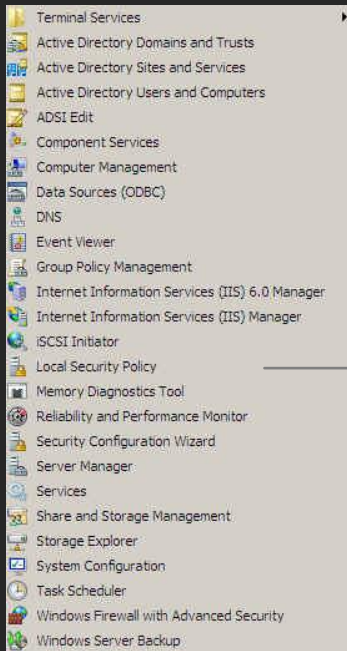 Terminal Services
Active Directory Domains and Trusts
Active Directory Sites and Services
Active Directory Users and Computers
ADSI Edit
Component Services
Computer Management
Data Sources (ODBC)
DNS
Event Viewer
Group Policy Management
Internet Information Services (IIS) 6.0 Manager
Internet Information Services (IIS) Manager
iSCSI Initiator
Local Security Policy
Memory Diagnostics Tool
Reliability and Performance Monitor
Security Configuration Wizard
Server Manager
Services
Share and Storage Management
Storage Explorer
System Configuration
Task Scheduler
Windows Firewall with Advanced Security
Windows Server Backup